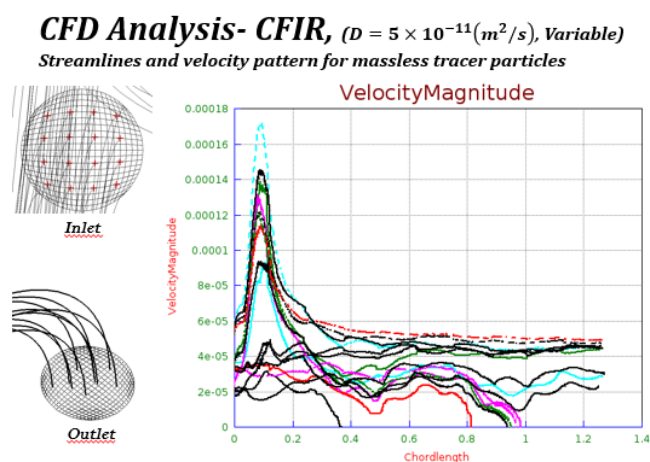 CFD Analysis- CFIR, (D = 5 × 10⁻¹¹(m²/s), Variable)
Streamlines and velocity pattern for massless tracer particles
Inlet
Outlet
VelocityMagnitude
VelocityMagnitude
0.00018
0.00016
0.00014
0.00012
0.0001
8e-05
6e-05
4e-05
2e-05
0
0 0.2 0.4 0.6 0.8 1 1.2 1.4
Chordlength